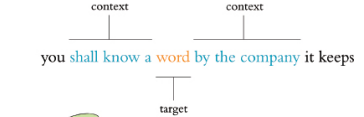 context context
you shall know a word by the company it keeps
target